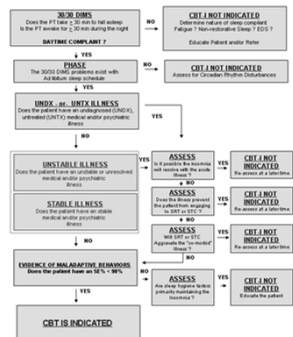 30/30 DIMS
Does the PT take > 30 min to fall asleep
Is the PT awake for > 30 min during the night
DAYTIME COMPLAINT ?
NO
CBT-I NOT INDICATED
Determine nature of sleep complaint
Fatigue ? Non-restorative Sleep ? EDS ?
Educate Patient and/or Refer
YES
PHASE
The 30/30 DIMS problems exist with
Ad libitum sleep schedule
NO
CBT-I NOT INDICATED
Assess for Circadian Rhythm Disturbances
YES
UNDX - or- UNTX ILLNESS
Does the patient have an undiagnosed (UNDX),
untreated (UNTX) medical and/or psychiatric
illness
YES
NO
UNSTABLE ILLNESS
Does the patient have an unstable or unresolved
medical and/or psychiatric
illness
YES
ASSESS
Is it possible the insomnia
will resolve with the acute
illness ?
YES
CBT-I NOT
INDICATED
Re-assess at a later time
NO
STABLE ILLNESS
Does the patient have stable
medical and/or psychiatric
illness
YES
ASSESS
Does the illness prevent
the patient from engaging
in SRT or STC ?
YES
CBT-I NOT
INDICATED
Re-assess at a later time
NO
ASSESS
Will SRT or STC
Aggravate the "co-morbid"
illness ?
YES
CBT-I NOT
INDICATED
Re-assess at a later time
NO
NO
EVIDENCE OF MALADAPTIVE BEHAVIORS
Does the patient have an SE% < 90%
NO
ASSESS
Are sleep hygiene factors
primarily maintaining the
insomnia ?
YES
CBT-I NOT
INDICATED
Educate the patient
YES
NO
CBT IS INDICATED